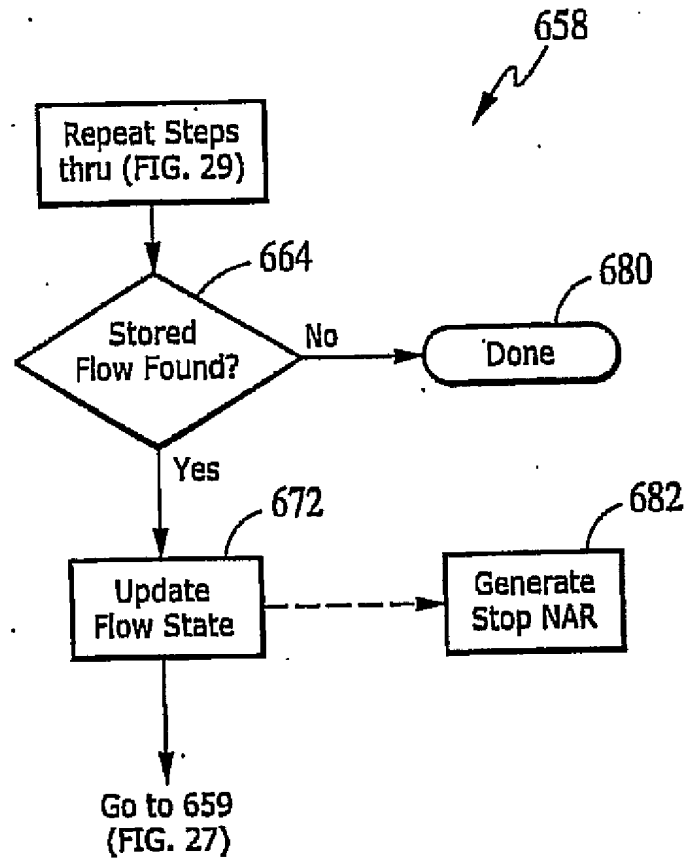 658
Repeat Steps
thru (FIG. 29)
664
Stored
Flow Found?
No
680
Done
Yes
672
Update
Flow State
682
Generate
Stop NAR
Go to 659
(FIG. 27)